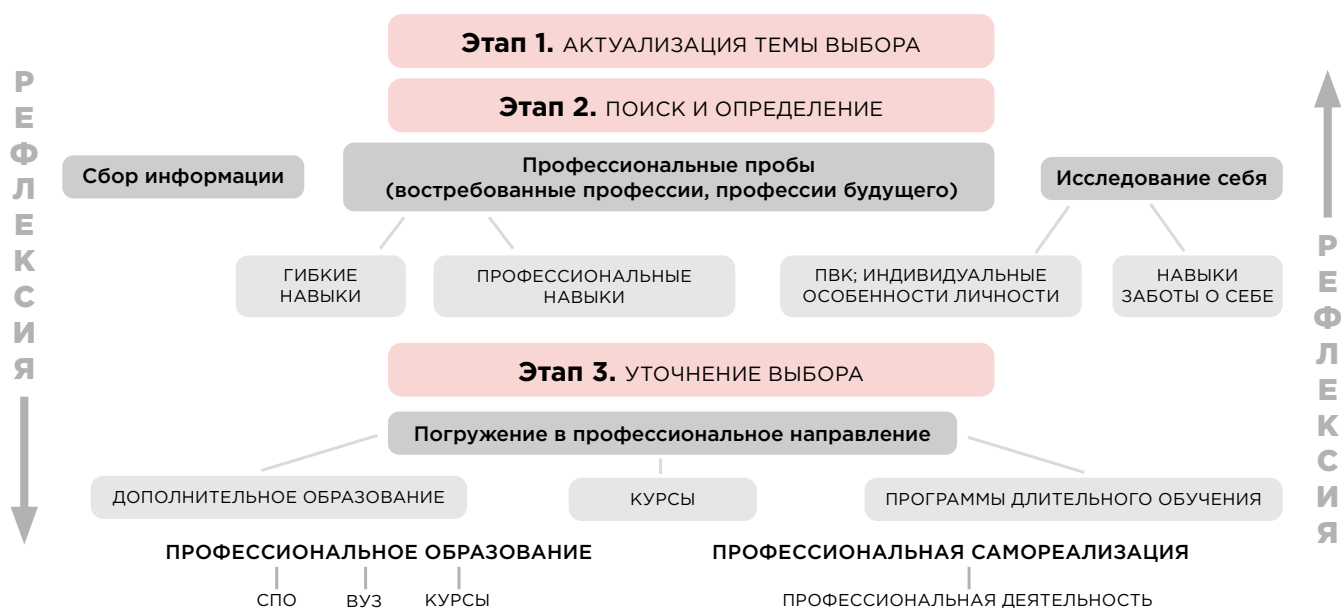 Этап 1. АКТУАЛИЗАЦИЯ ТЕМЫ ВЫБОРА
Этап 2. ПОИСК И ОПРЕДЕЛЕНИЕ
РЕФЛЕКСИЯ
Сбор информации
Профессиональные пробы
(востребованные профессии, профессии будущего)
Исследование себя
ГИБКИЕ
НАВЫКИ
ПРОФЕССИОНАЛЬНЫЕ
НАВЫКИ
ПВК; ИНДИВИДУАЛЬНЫЕ
ОСОБЕННОСТИ ЛИЧНОСТИ
НАВЫКИ
ЗАБОТЫ О СЕБЕ
РЕФЛЕКСИЯ
Этап 3. УТОЧНЕНИЕ ВЫБОРА
Погружение в профессиональное направление
ДОПОЛНИТЕЛЬНОЕ ОБРАЗОВАНИЕ
КУРСЫ
ПРОГРАММЫ ДЛИТЕЛЬНОГО ОБУЧЕНИЯ
ПРОФЕССИОНАЛЬНОЕ ОБРАЗОВАНИЕ
СПО
ВУЗ
КУРСЫ
ПРОФЕССИОНАЛЬНАЯ САМОРЕАЛИЗАЦИЯ
ПРОФЕССИОНАЛЬНАЯ ДЕЯТЕЛЬНОСТЬ